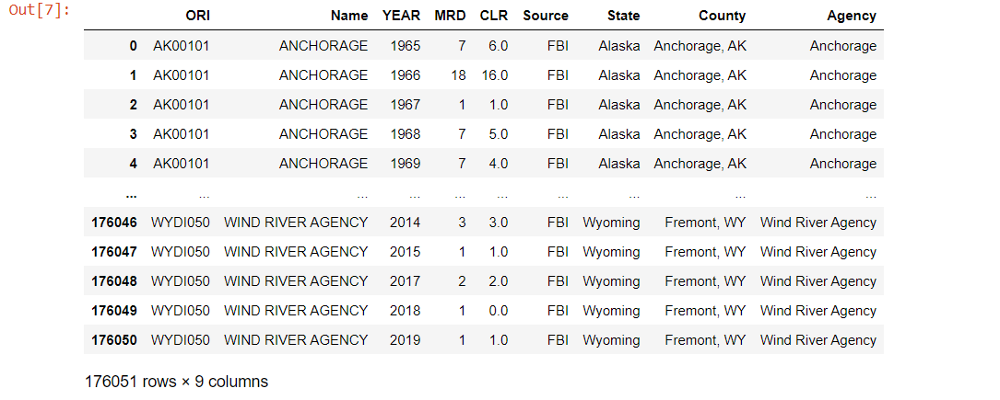 Out[7]:
ORI Name YEAR MRD CLR Source State County Agency
0 AK00101 ANCHORAGE 1965 7 6.0 FBI Alaska Anchorage, AK Anchorage
1 AK00101 ANCHORAGE 1966 18 16.0 FBI Alaska Anchorage, AK Anchorage
2 AK00101 ANCHORAGE 1967 1 1.0 FBI Alaska Anchorage, AK Anchorage
3 AK00101 ANCHORAGE 1968 7 5.0 FBI Alaska Anchorage, AK Anchorage
4 AK00101 ANCHORAGE 1969 7 4.0 FBI Alaska Anchorage, AK Anchorage
... ... ... ... ... ... ... ... ... ...
176046 WYDI050 WIND RIVER AGENCY 2014 3 3.0 FBI Wyoming Fremont, WY Wind River Agency
176047 WYDI050 WIND RIVER AGENCY 2015 1 1.0 FBI Wyoming Fremont, WY Wind River Agency
176048 WYDI050 WIND RIVER AGENCY 2017 2 2.0 FBI Wyoming Fremont, WY Wind River Agency
176049 WYDI050 WIND RIVER AGENCY 2018 1 0.0 FBI Wyoming Fremont, WY Wind River Agency
176050 WYDI050 WIND RIVER AGENCY 2019 1 1.0 FBI Wyoming Fremont, WY Wind River Agency
176051 rows × 9 columns